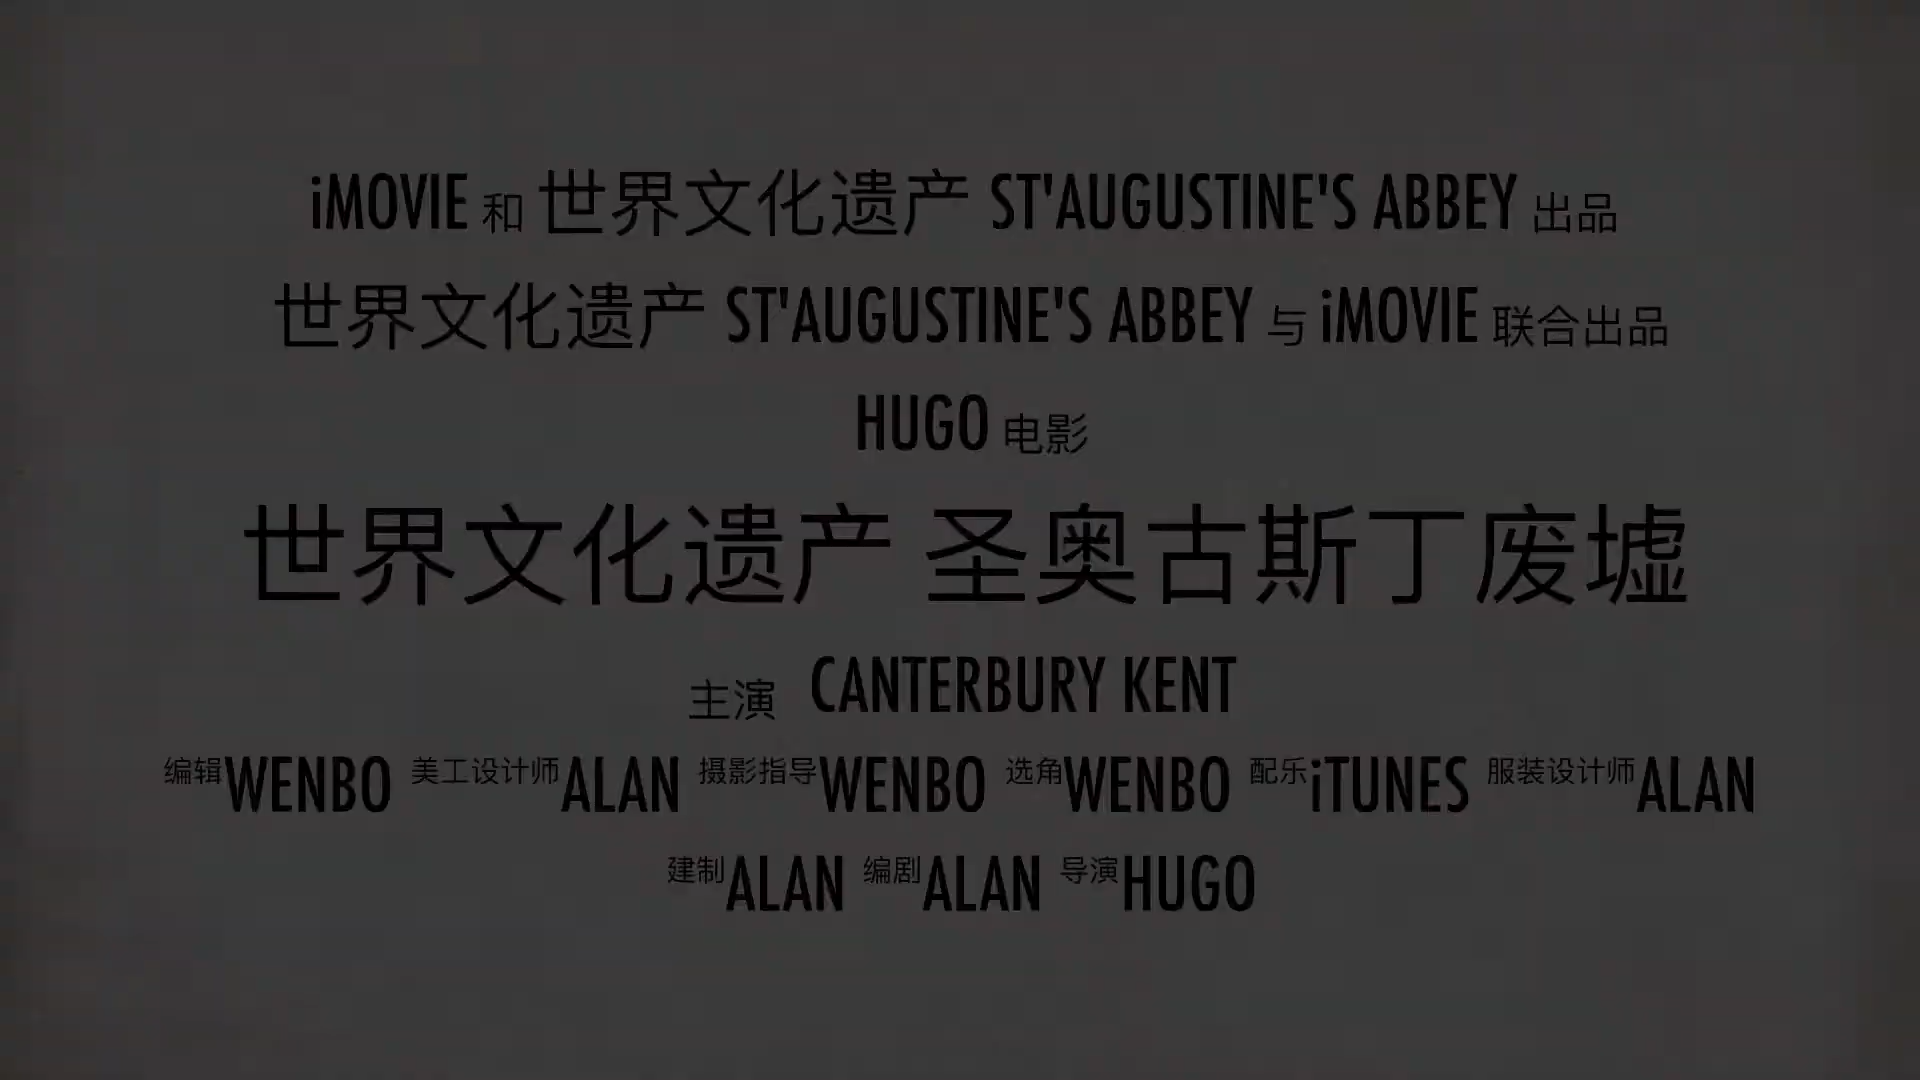 iMOVIE 和 世界文化遗产 ST'AUGUSTINE'S ABBEY 出品
世界文化遗产 ST'AUGUSTINE'S ABBEY 与 iMOVIE 联合出品
HUGO 电影
世界文化遗产 圣奥古斯丁废墟
主演 CANTERBURY KENT
编辑WENBO 美工设计师ALAN 摄影指导WENBO 选角WENBO 配乐iTUNES 服装设计师ALAN
建制ALAN 编剧ALAN 导演HUGO